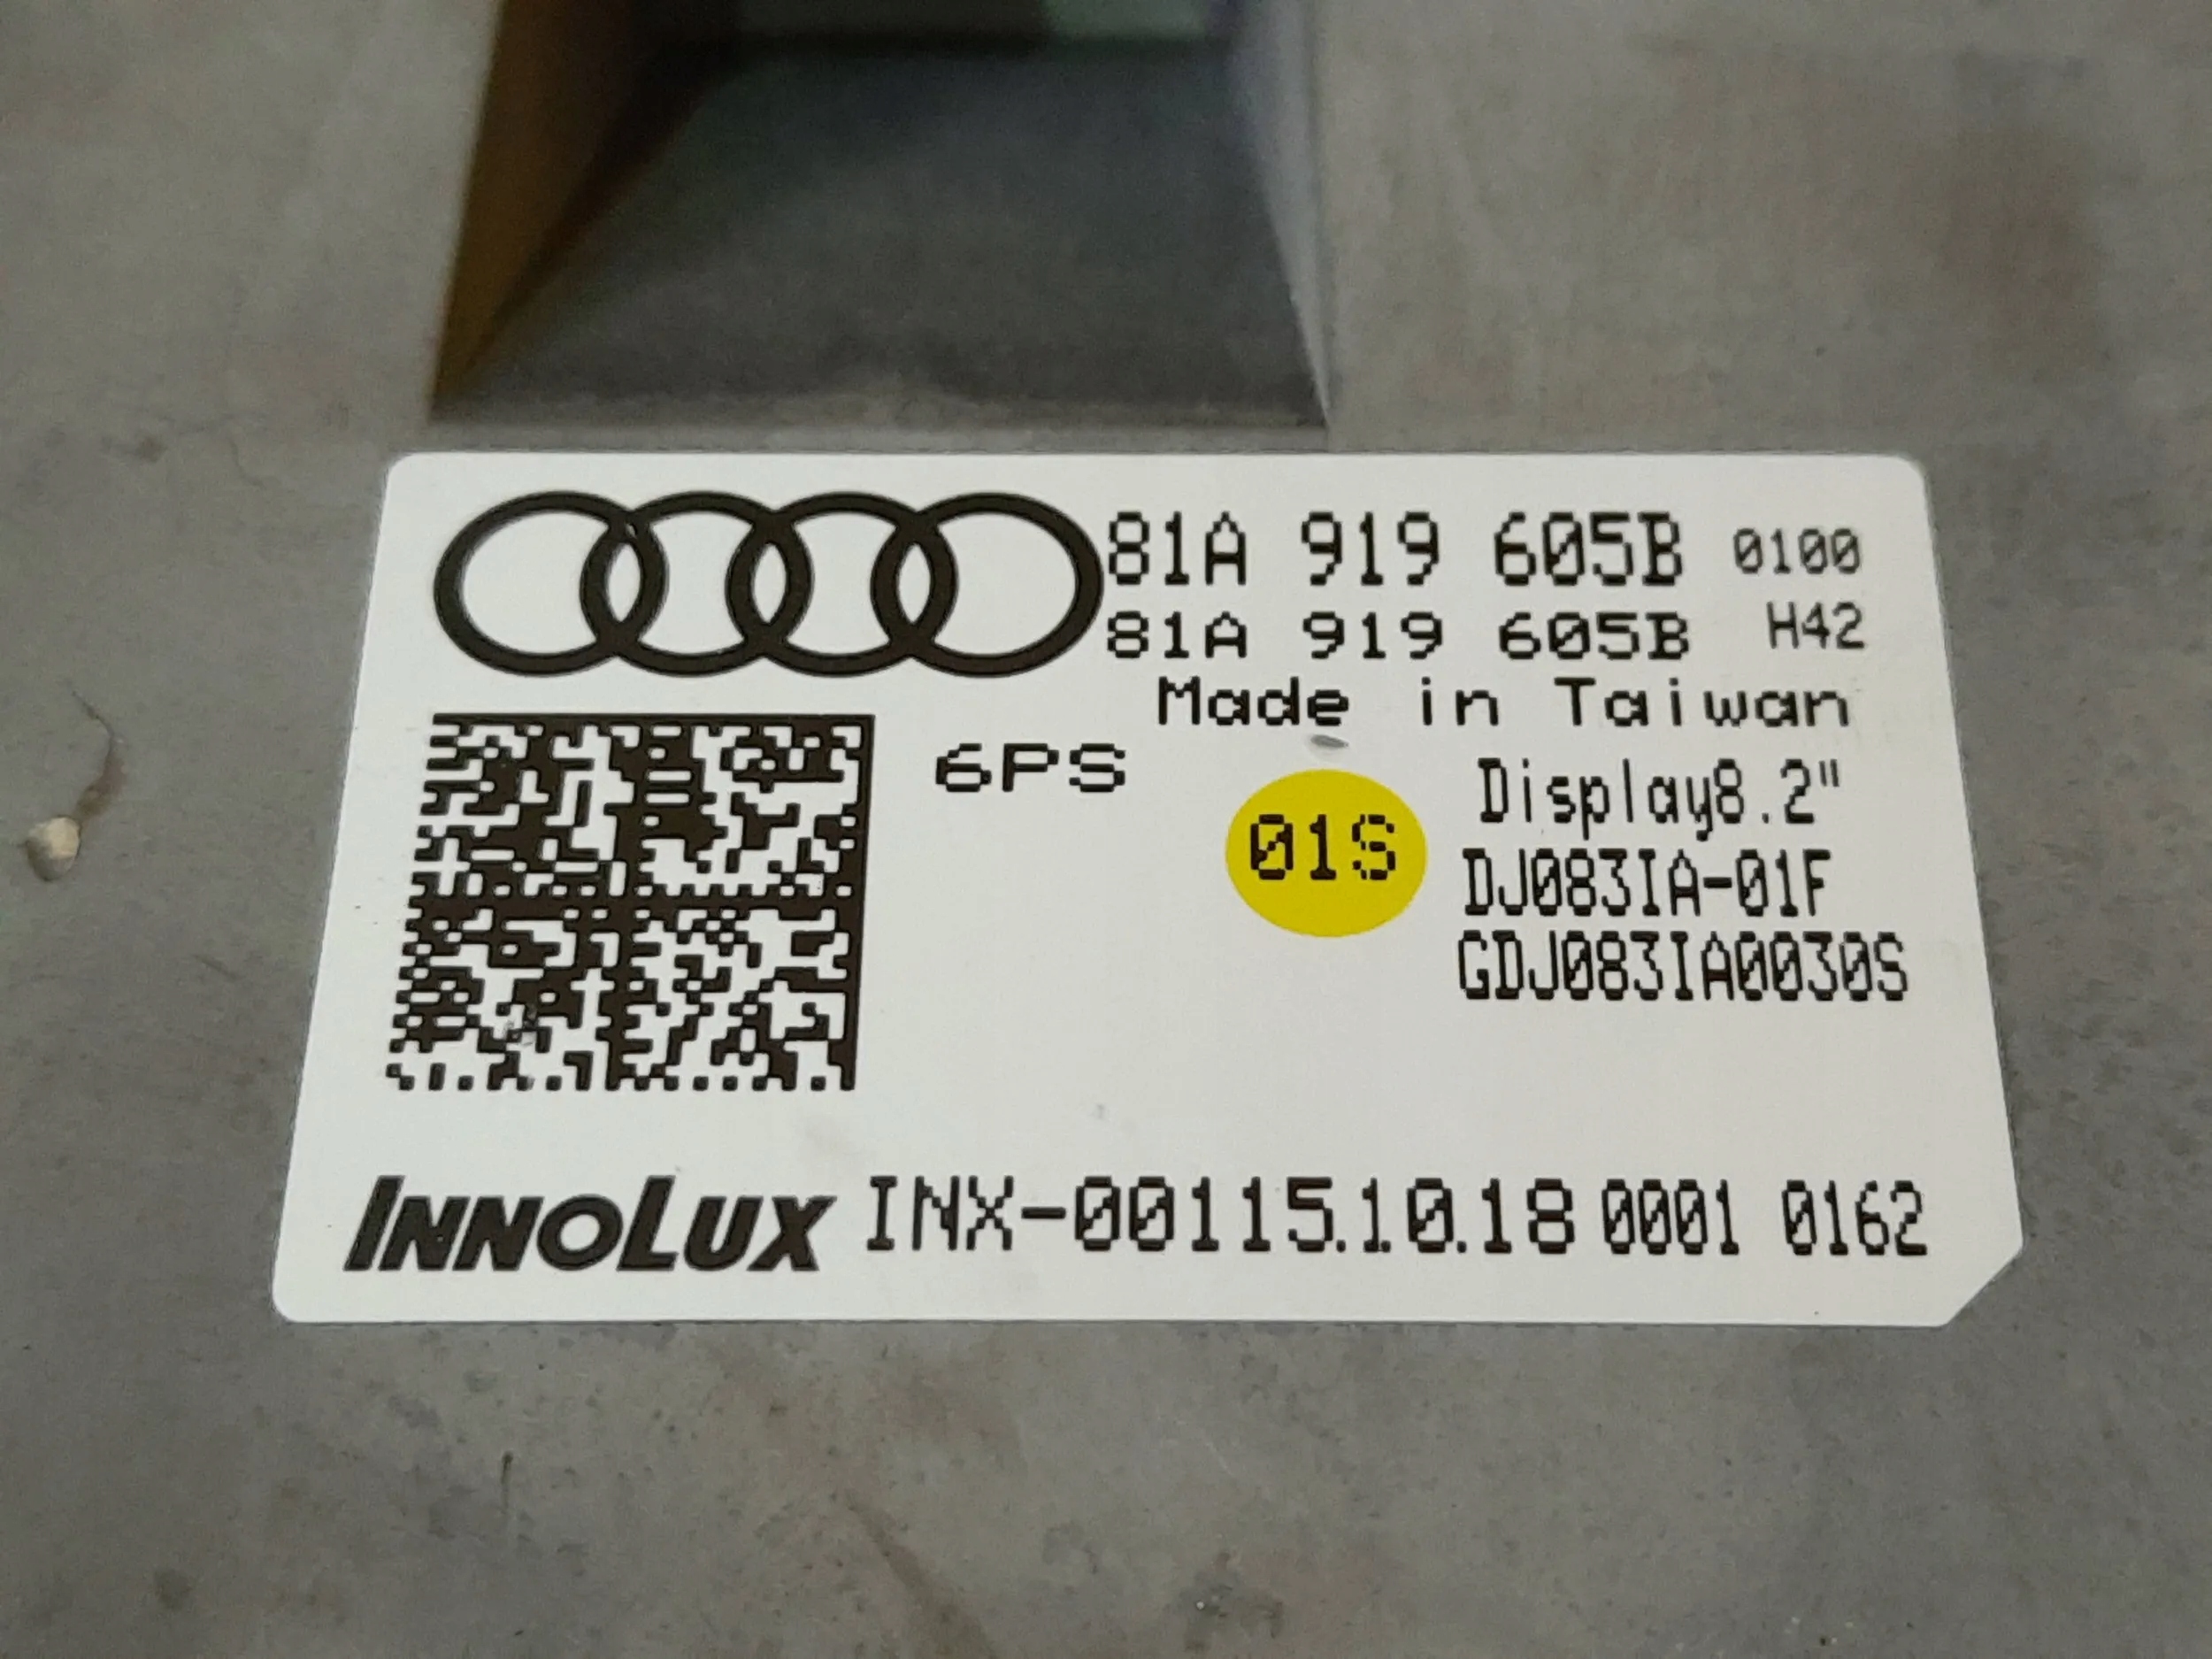 81A 919 605B 0100
81A 919 605B H42
Made in Taiwan
6PS
Display8.2"
01S
DJ083IA-01F
GDJ083IA0030S
INNOLUX INX-00115.10.18 0001 0162